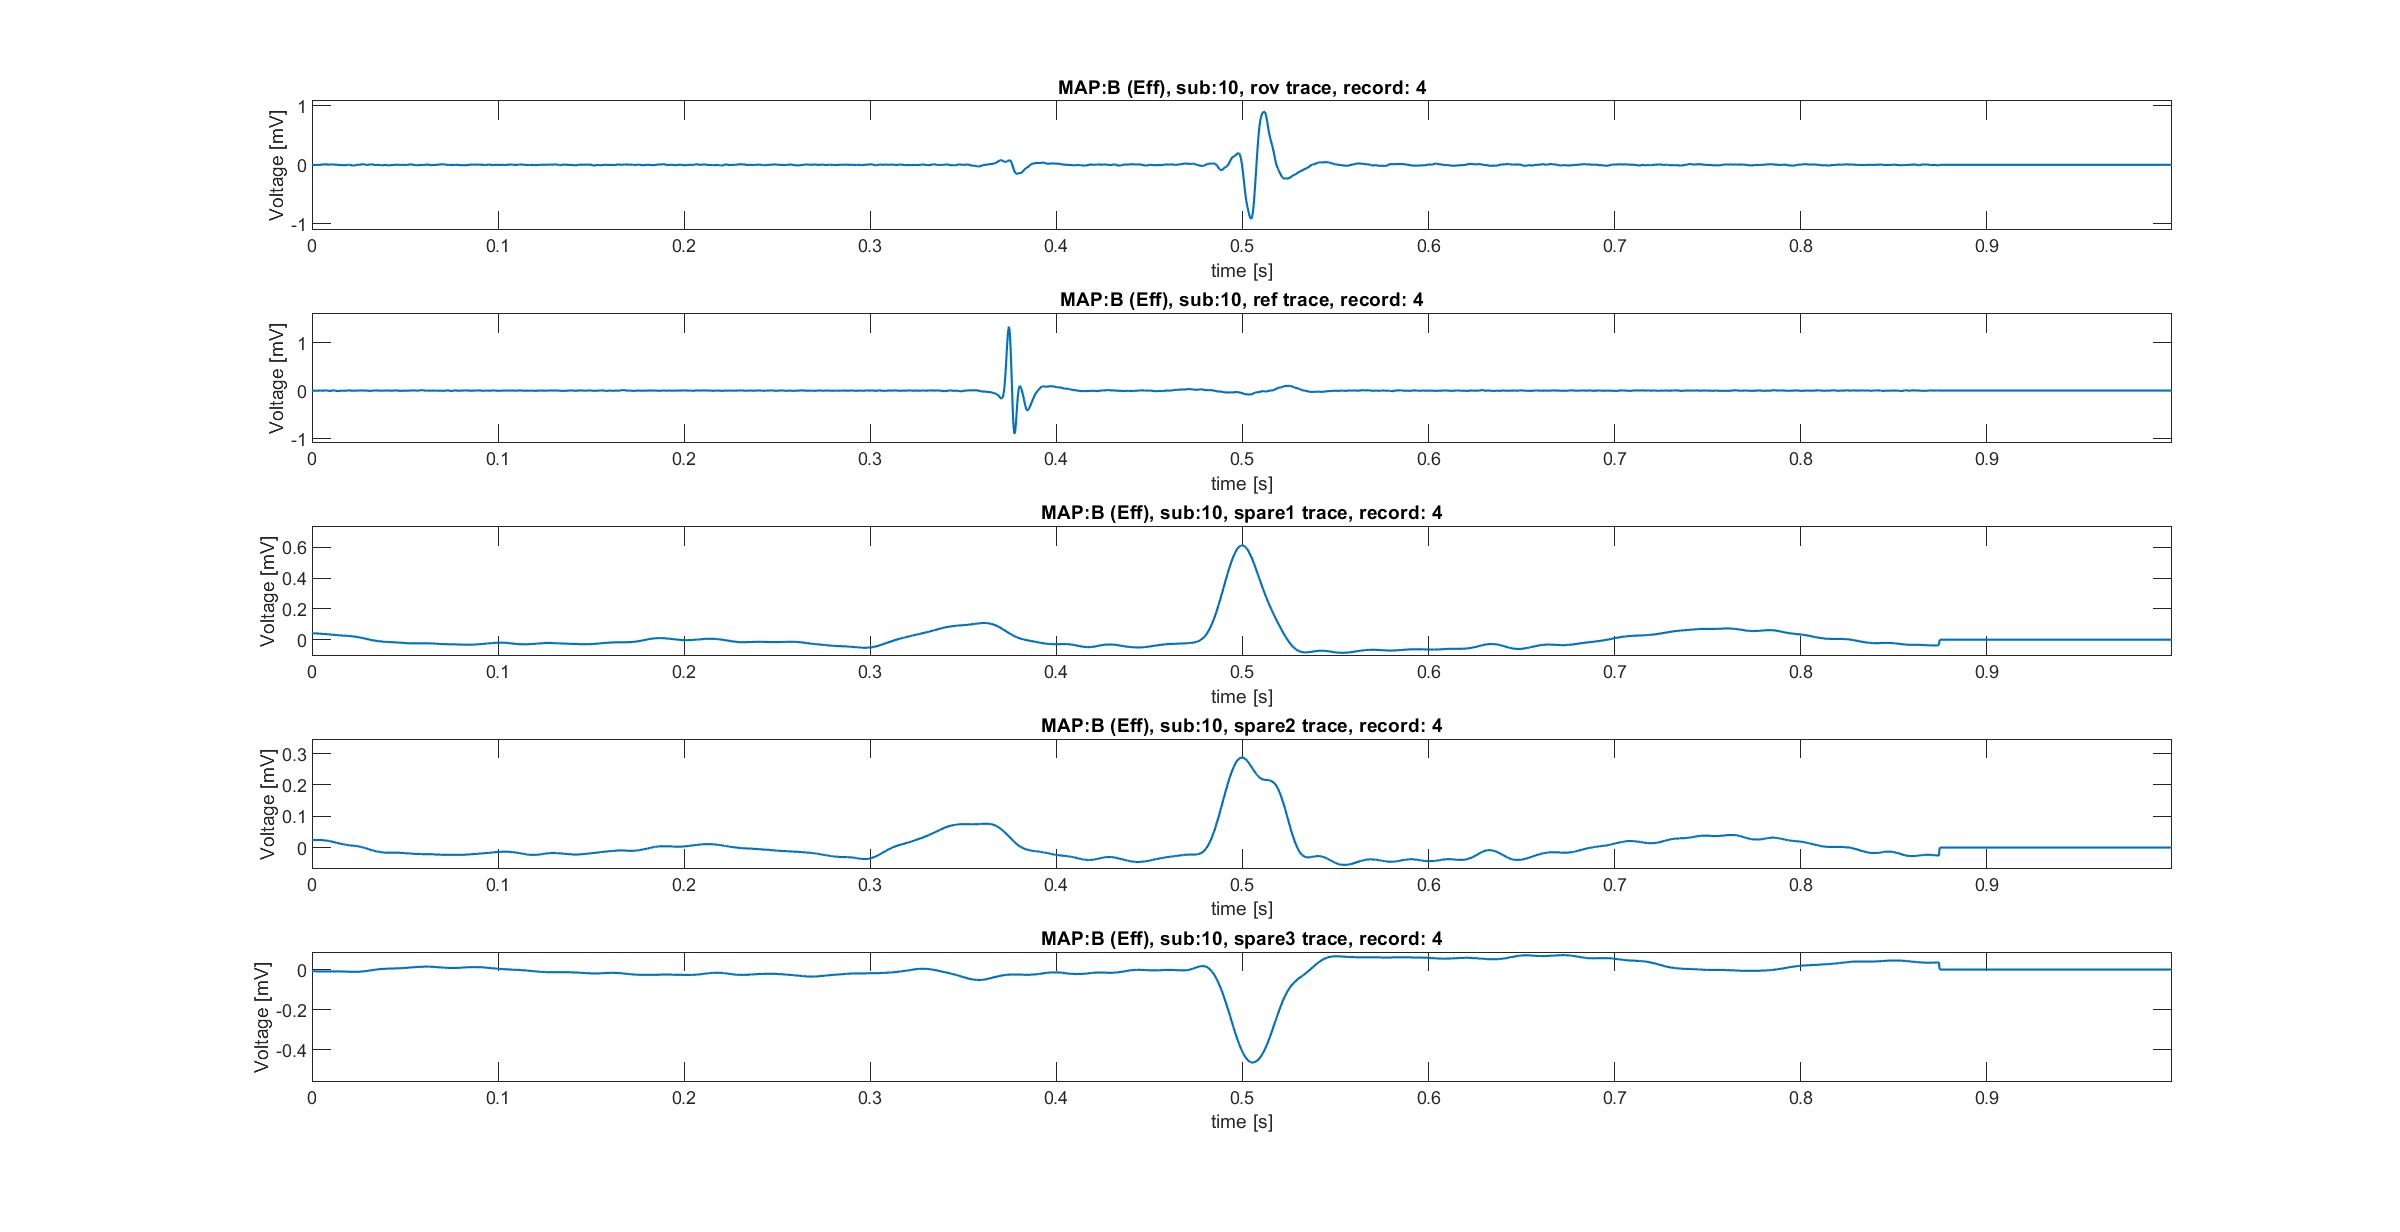 MAP:B (Eff), sub:10, rov trace, record: 4
Voltage [mV]
1
0
-1
0 0.1 0.2 0.3 0.4 0.5 0.6 0.7 0.8 0.9
time [s]
MAP:B (Eff), sub:10, ref trace, record: 4
Voltage [mV]
1
0
-1
0 0.1 0.2 0.3 0.4 0.5 0.6 0.7 0.8 0.9
time [s]
MAP:B (Eff), sub:10, spare1 trace, record: 4
Voltage [mV]
0.6
0.4
0.2
0
0 0.1 0.2 0.3 0.4 0.5 0.6 0.7 0.8 0.9
time [s]
MAP:B (Eff), sub:10, spare2 trace, record: 4
Voltage [mV]
0.3
0.2
0.1
0
0 0.1 0.2 0.3 0.4 0.5 0.6 0.7 0.8 0.9
time [s]
MAP:B (Eff), sub:10, spare3 trace, record: 4
Voltage [mV]
0
-0.2
-0.4
0 0.1 0.2 0.3 0.4 0.5 0.6 0.7 0.8 0.9
time [s]